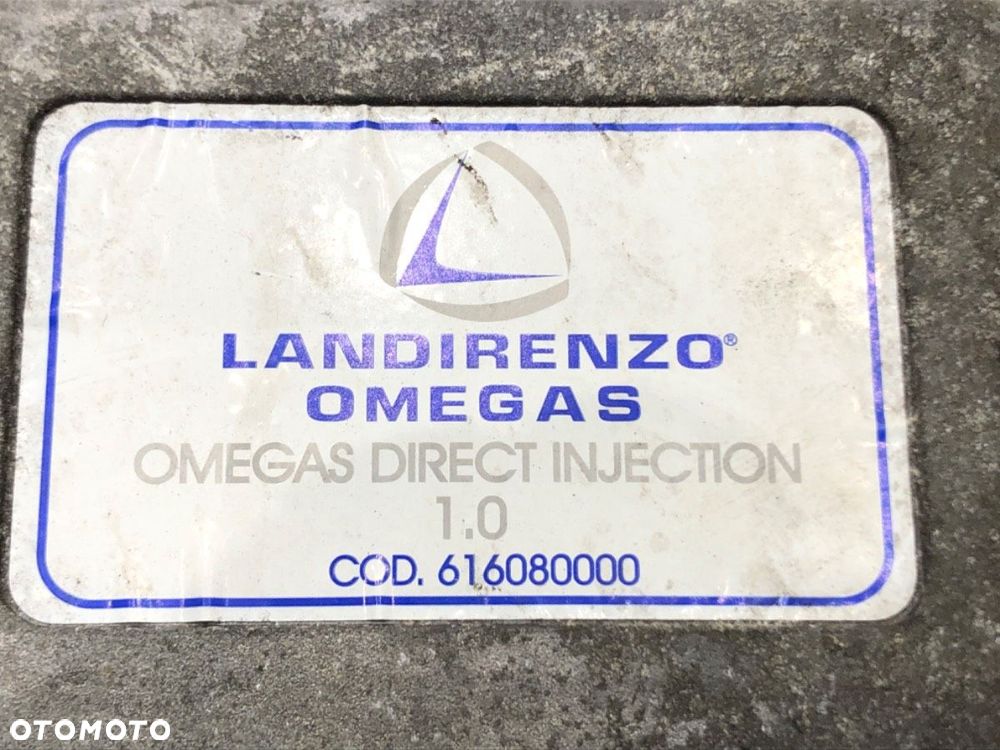 LANDIRENZO®
OMEGAS
OMEGAS DIRECT INJECTION
1.0
COD. 616080000
OTOMOTO